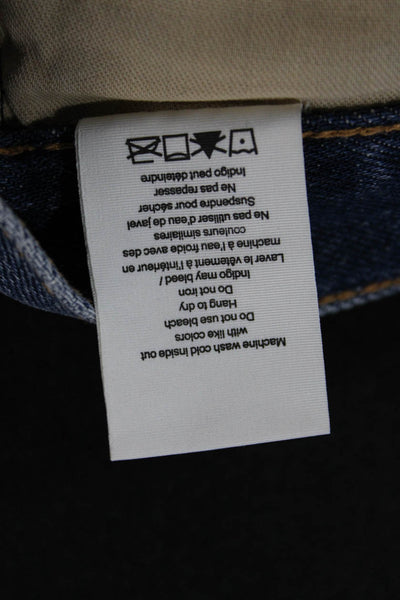 Machine wash cold inside out
with like colors
Do not use bleach
Hang to dry
Do not iron
Indigo may bleed /
Laver le vêtement à l'intérieur en
machine à l'eau froide avec des
couleurs similaires
Ne pas utiliser d'eau de javel
Suspendre pour sécher
Ne pas repasser
Indigo peut déteindre